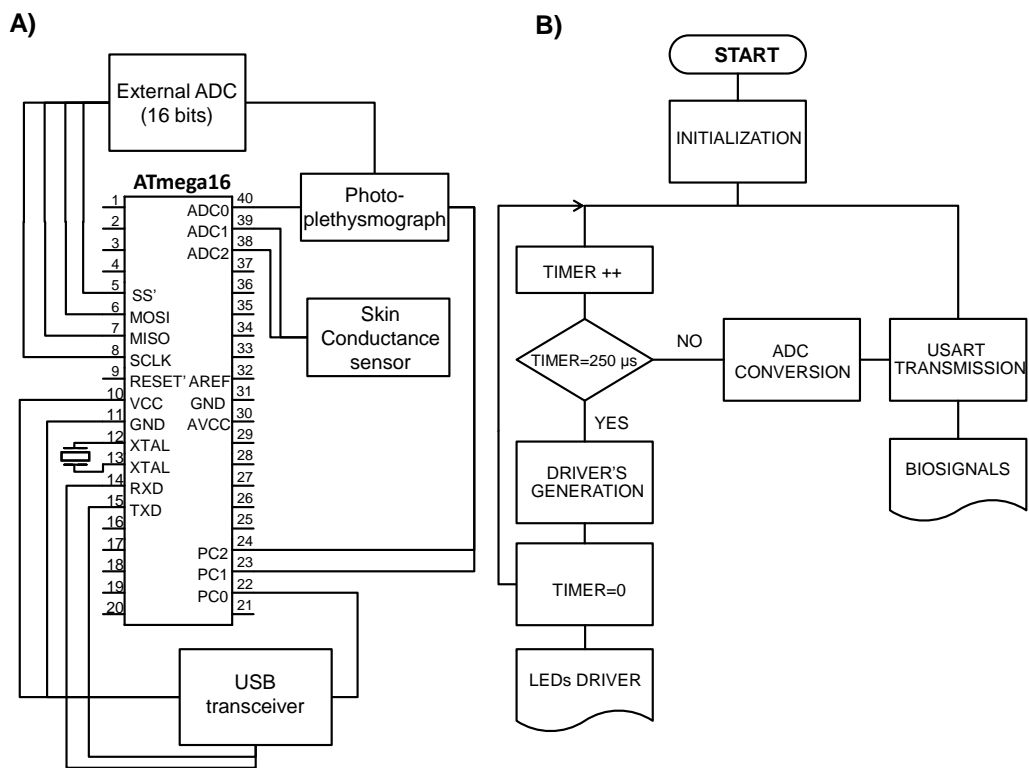 A)
External ADC
(16 bits)
ATmega16
Photo-
plethysmograph
Skin
Conductance
sensor
USB
transceiver
1
2
3
4
5
6
7
8
9
10
11
12
13
14
15
16
17
18
19
20
SS'
MOSI
MISO
SCLK
RESET'
VCC
GND
XTAL
XTAL
RXD
TXD
ADC0
ADC1
ADC2
AREF
GND
AVCC
PC2
PC1
PC0
40
39
38
37
36
35
34
33
32
31
30
29
28
27
26
25
24
23
22
21
B)
START
INITIALIZATION
TIMER ++
TIMER=250 µs
NO
ADC
CONVERSION
USART
TRANSMISSION
YES
BIOSIGNALS
DRIVER'S
GENERATION
TIMER=0
LEDs DRIVER